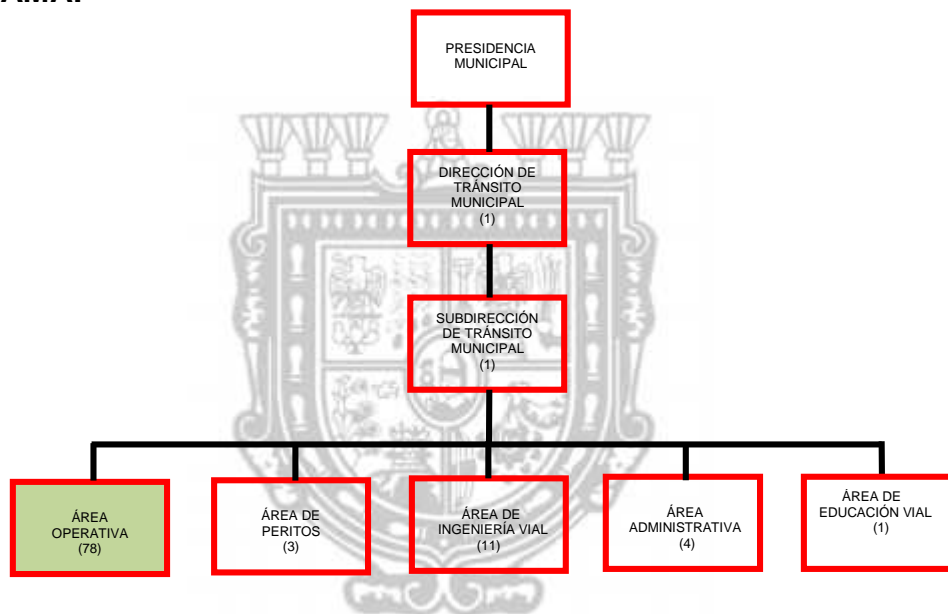 PRESIDENCIA
MUNICIPAL
DIRECCIÓN DE
TRÁNSITO
MUNICIPAL
(1)
SUBDIRECCIÓN
DE TRÁNSITO
MUNICIPAL
(1)
ÁREA
OPERATIVA
(78)
ÁREA DE
PERITOS
(3)
ÁREA DE
INGENIERÍA VIAL
(11)
ÁREA
ADMINISTRATIVA
(4)
ÁREA DE
EDUCACIÓN VIAL
(1)